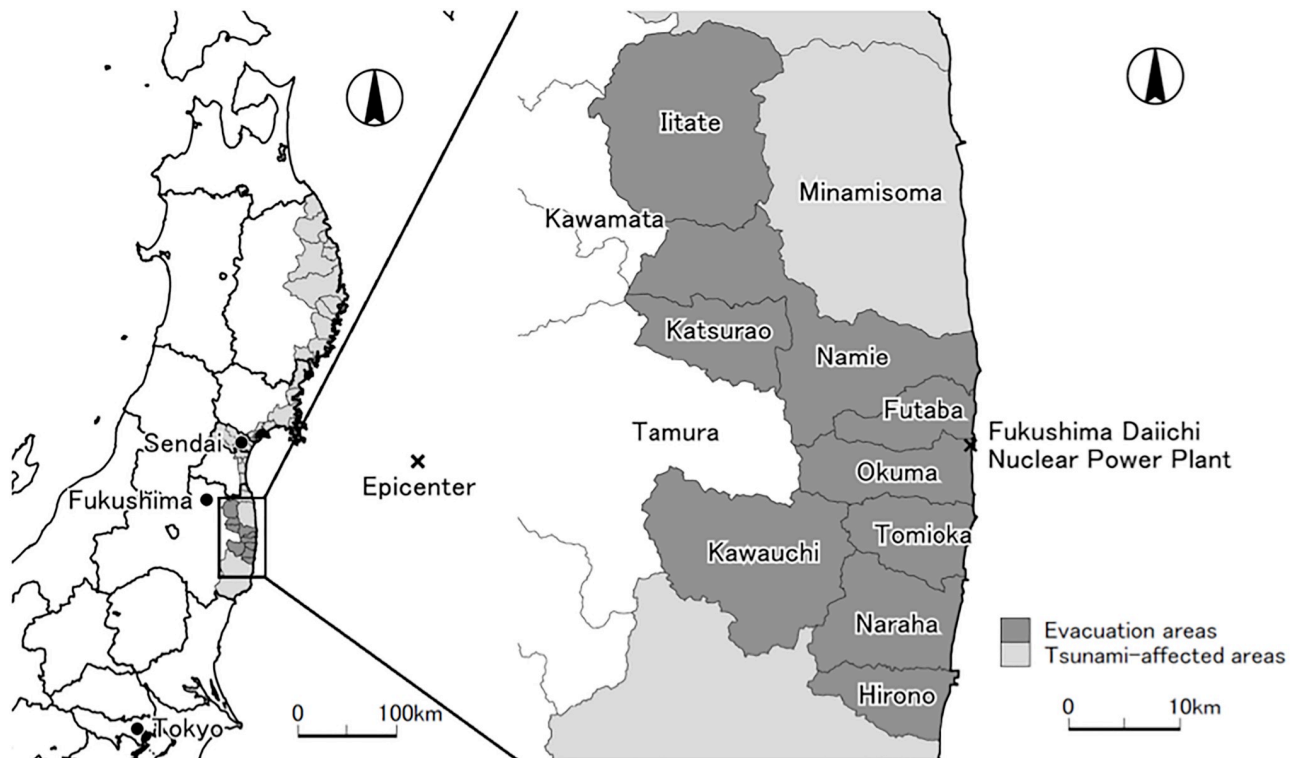 Sendai
Fukushima
Epicenter
Tokyo
0 100km
Iitate
Minamisoma
Kawamata
Katsurao
Namie
Futaba
Tamura
Okuma
Fukushima Daiichi
Nuclear Power Plant
Tomioka
Kawauchi
Naraha
Hirono
Evacuation areas
Tsunami-affected areas
0 10km